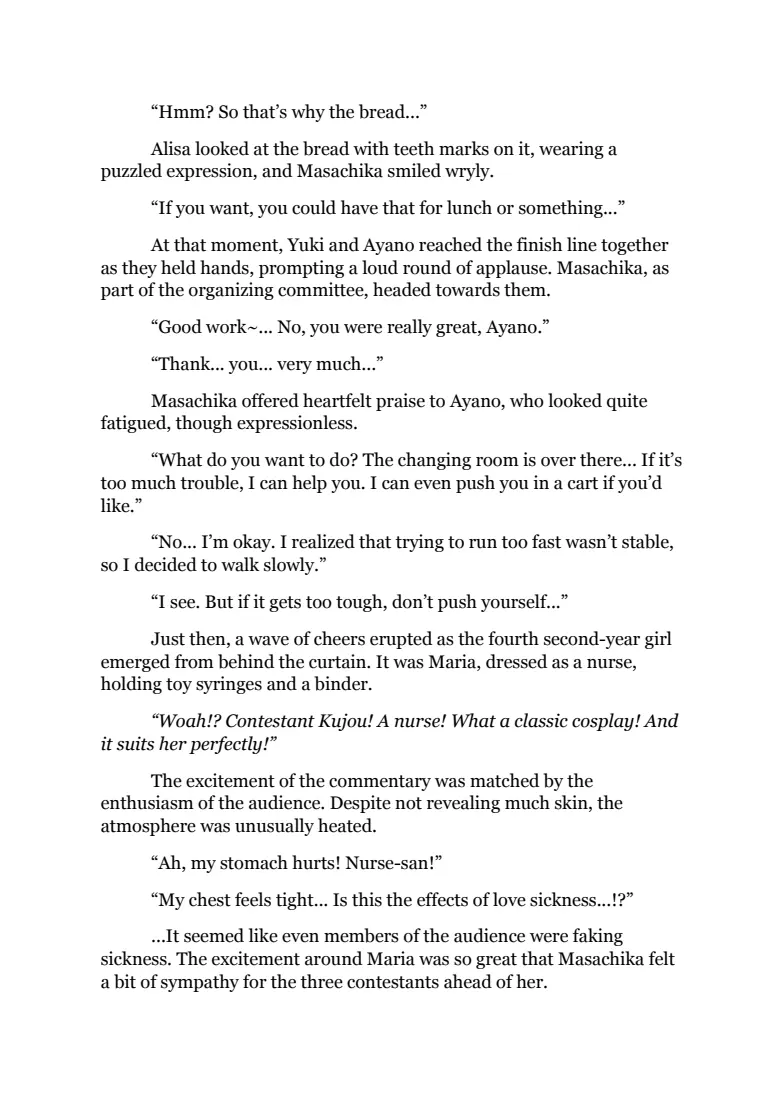 “Hmm? So that’s why the bread...”
Alisa looked at the bread with teeth marks on it, wearing a
puzzled expression, and Masachika smiled wryly.
“If you want, you could have that for lunch or something...”
At that moment, Yuki and Ayano reached the finish line together
as they held hands, prompting a loud round of applause. Masachika, as
part of the organizing committee, headed towards them.
“Good work~... No, you were really great, Ayano.”
“Thank... you... very much...”
Masachika offered heartfelt praise to Ayano, who looked quite
fatigued, though expressionless.
“What do you want to do? The changing room is over there... If it’s
too much trouble, I can help you. I can even push you in a cart if you’d
like.”
“No... I’m okay. I realized that trying to run too fast wasn’t stable,
so I decided to walk slowly.”
“I see. But if it gets too tough, don’t push yourself...”
Just then, a wave of cheers erupted as the fourth second-year girl
emerged from behind the curtain. It was Maria, dressed as a nurse,
holding toy syringes and a binder.
“Woah!? Contestant Kujou! A nurse! What a classic cosplay! And
it suits her perfectly!”
The excitement of the commentary was matched by the
enthusiasm of the audience. Despite not revealing much skin, the
atmosphere was unusually heated.
“Ah, my stomach hurts! Nurse-san!”
“My chest feels tight... Is this the effects of love sickness...!?”
...It seemed like even members of the audience were faking
sickness. The excitement around Maria was so great that Masachika felt
a bit of sympathy for the three contestants ahead of her.